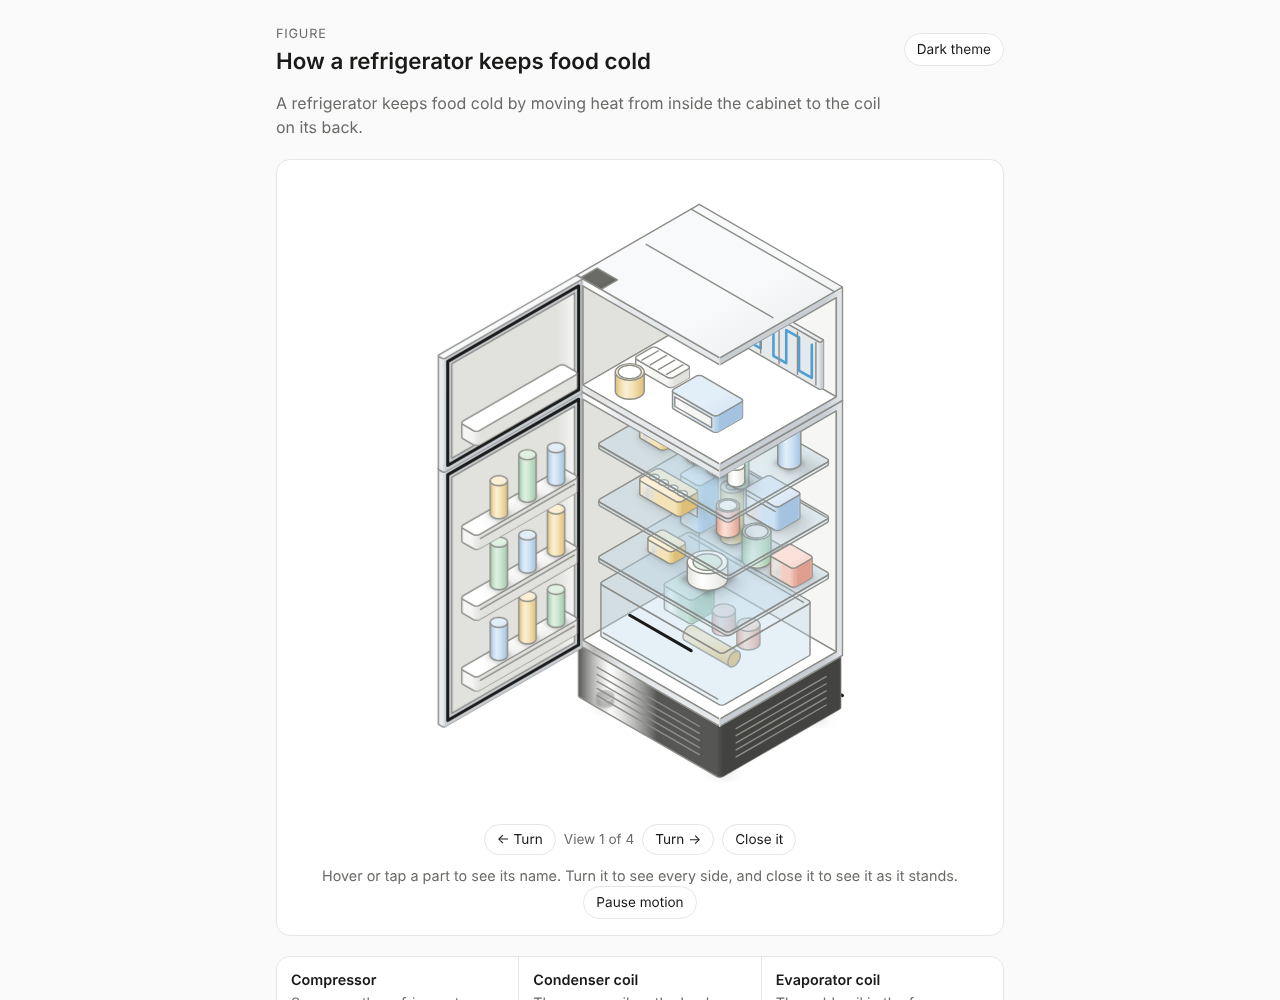 FIGURE
How a refrigerator keeps food cold
Dark theme
A refrigerator keeps food cold by moving heat from inside the cabinet to the coil
on its back.
← Turn
View 1 of 4
Turn →
Close it
Hover or tap a part to see its name. Turn it to see every side, and close it to see it as it stands.
Pause motion
Compressor
Condenser coil
Evaporator coil